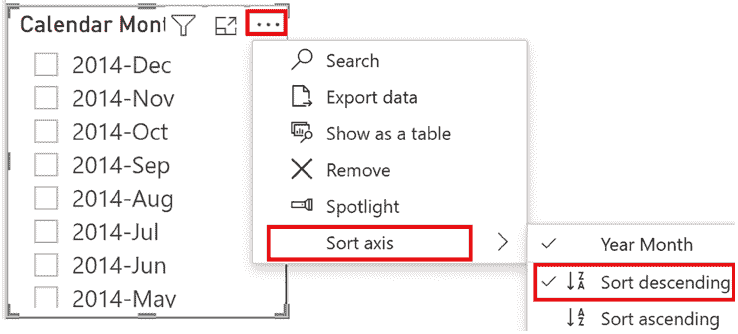 Calendar Mont
2014-Dec
2014-Nov
2014-Oct
2014-Sep
2014-Aug
2014-Jul
2014-Jun
2014-May
Search
Export data
Show as a table
Remove
Spotlight
Sort axis
Year Month
Sort descending
Sort ascending